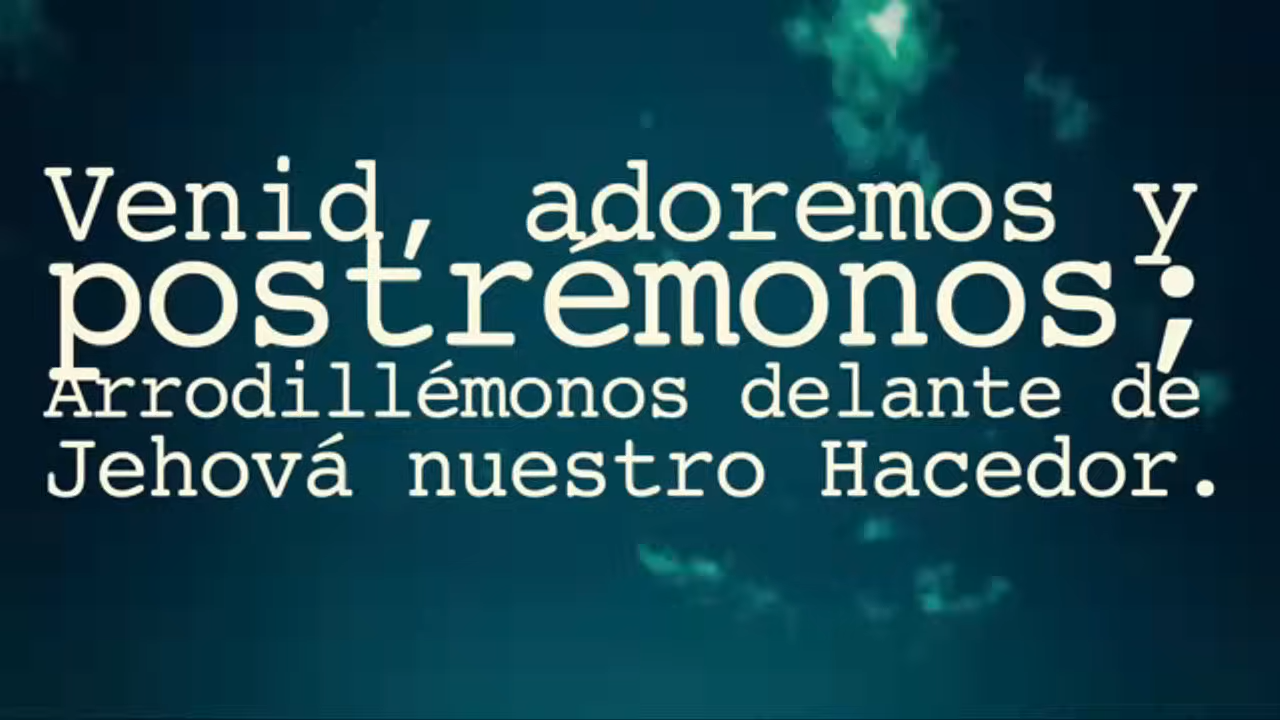 Venid, adoremos y
postrémonos;
Arrodillémonos delante de
Jehová nuestro Hacedor.